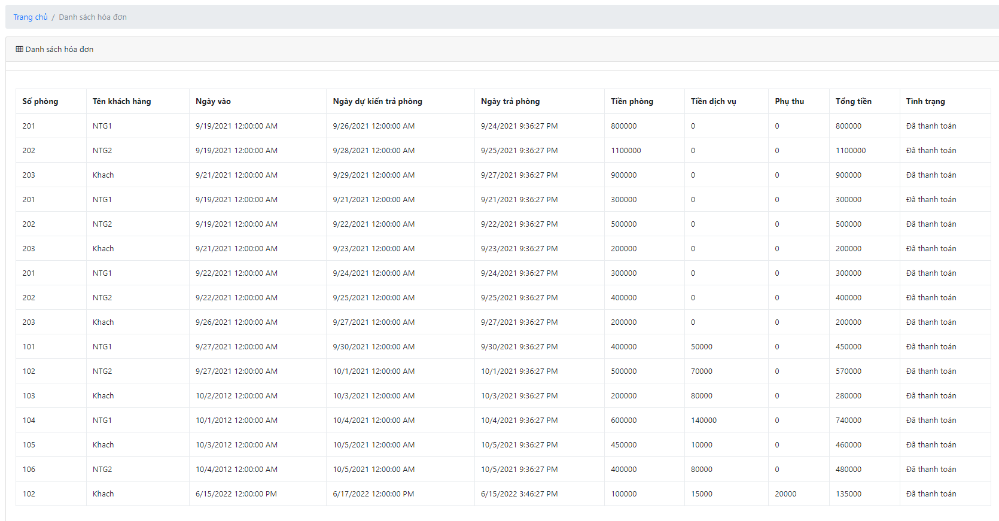 Trang chủ / Danh sách hóa đơn
Danh sách hóa đơn
Số phòng Tên khách hàng Ngày vào Ngày dự kiến trả phòng Ngày trả phòng Tiền phòng Tiền dịch vụ Phụ thu Tổng tiền Tình trạng
201 NTG1 9/19/2021 12:00:00 AM 9/26/2021 12:00:00 AM 9/24/2021 9:36:27 PM 800000 0 0 800000 Đã thanh toán
202 NTG2 9/19/2021 12:00:00 AM 9/28/2021 12:00:00 AM 9/25/2021 9:36:27 PM 1100000 0 0 1100000 Đã thanh toán
203 Khach 9/21/2021 12:00:00 AM 9/29/2021 12:00:00 AM 9/27/2021 9:36:27 PM 900000 0 0 900000 Đã thanh toán
201 NTG1 9/19/2021 12:00:00 AM 9/21/2021 12:00:00 AM 9/21/2021 9:36:27 PM 300000 0 0 300000 Đã thanh toán
202 NTG2 9/19/2021 12:00:00 AM 9/22/2021 12:00:00 AM 9/22/2021 9:36:27 PM 500000 0 0 500000 Đã thanh toán
203 Khach 9/21/2021 12:00:00 AM 9/23/2021 12:00:00 AM 9/23/2021 9:36:27 PM 200000 0 0 200000 Đã thanh toán
201 NTG1 9/22/2021 12:00:00 AM 9/24/2021 12:00:00 AM 9/24/2021 9:36:27 PM 300000 0 0 300000 Đã thanh toán
202 NTG2 9/22/2021 12:00:00 AM 9/25/2021 12:00:00 AM 9/25/2021 9:36:27 PM 400000 0 0 400000 Đã thanh toán
203 Khach 9/26/2021 12:00:00 AM 9/27/2021 12:00:00 AM 9/27/2021 9:36:27 PM 200000 0 0 200000 Đã thanh toán
101 NTG1 9/27/2021 12:00:00 AM 9/30/2021 12:00:00 AM 9/30/2021 9:36:27 PM 400000 50000 0 450000 Đã thanh toán
102 NTG2 9/27/2021 12:00:00 AM 10/1/2021 12:00:00 AM 10/1/2021 9:36:27 PM 500000 70000 0 570000 Đã thanh toán
103 Khach 10/2/2012 12:00:00 AM 10/3/2021 12:00:00 AM 10/3/2021 9:36:27 PM 200000 80000 0 280000 Đã thanh toán
104 NTG1 10/1/2012 12:00:00 AM 10/4/2021 12:00:00 AM 10/4/2021 9:36:27 PM 600000 140000 0 740000 Đã thanh toán
105 Khach 10/3/2012 12:00:00 AM 10/5/2021 12:00:00 AM 10/5/2021 9:36:27 PM 450000 10000 0 460000 Đã thanh toán
106 NTG2 10/4/2012 12:00:00 AM 10/5/2021 12:00:00 AM 10/5/2021 9:36:27 PM 400000 80000 0 480000 Đã thanh toán
102 Khach 6/15/2022 12:00:00 PM 6/17/2022 12:00:00 PM 6/15/2022 3:46:27 PM 100000 15000 20000 135000 Đã thanh toán